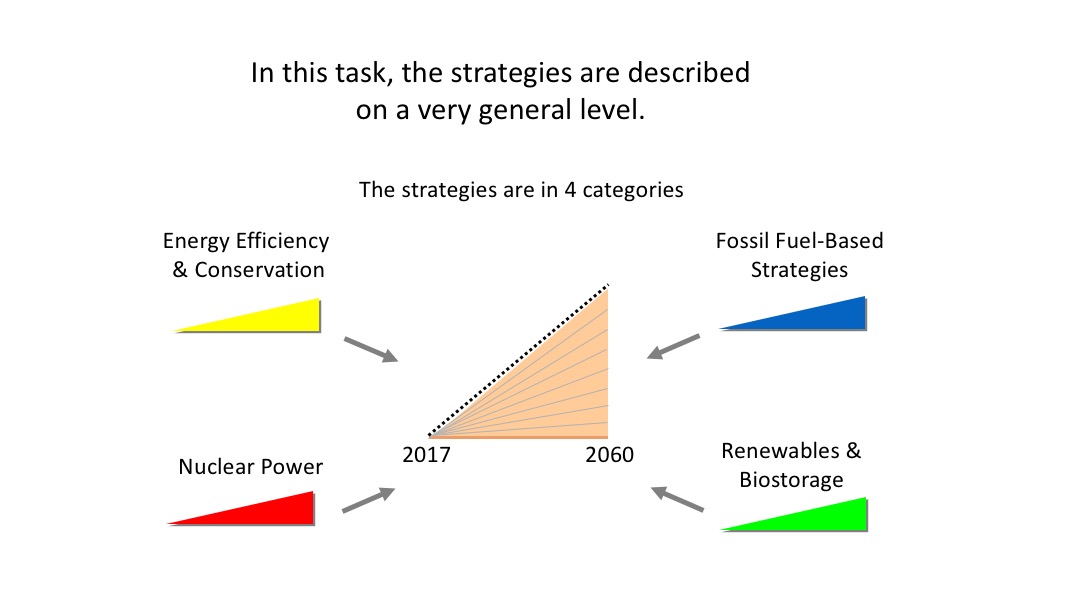 In this task, the strategies are described
on a very general level.
The strategies are in 4 categories
Energy Efficiency
& Conservation
Fossil Fuel-Based
Strategies
2017
2060
Nuclear Power
Renewables &
Biostorage